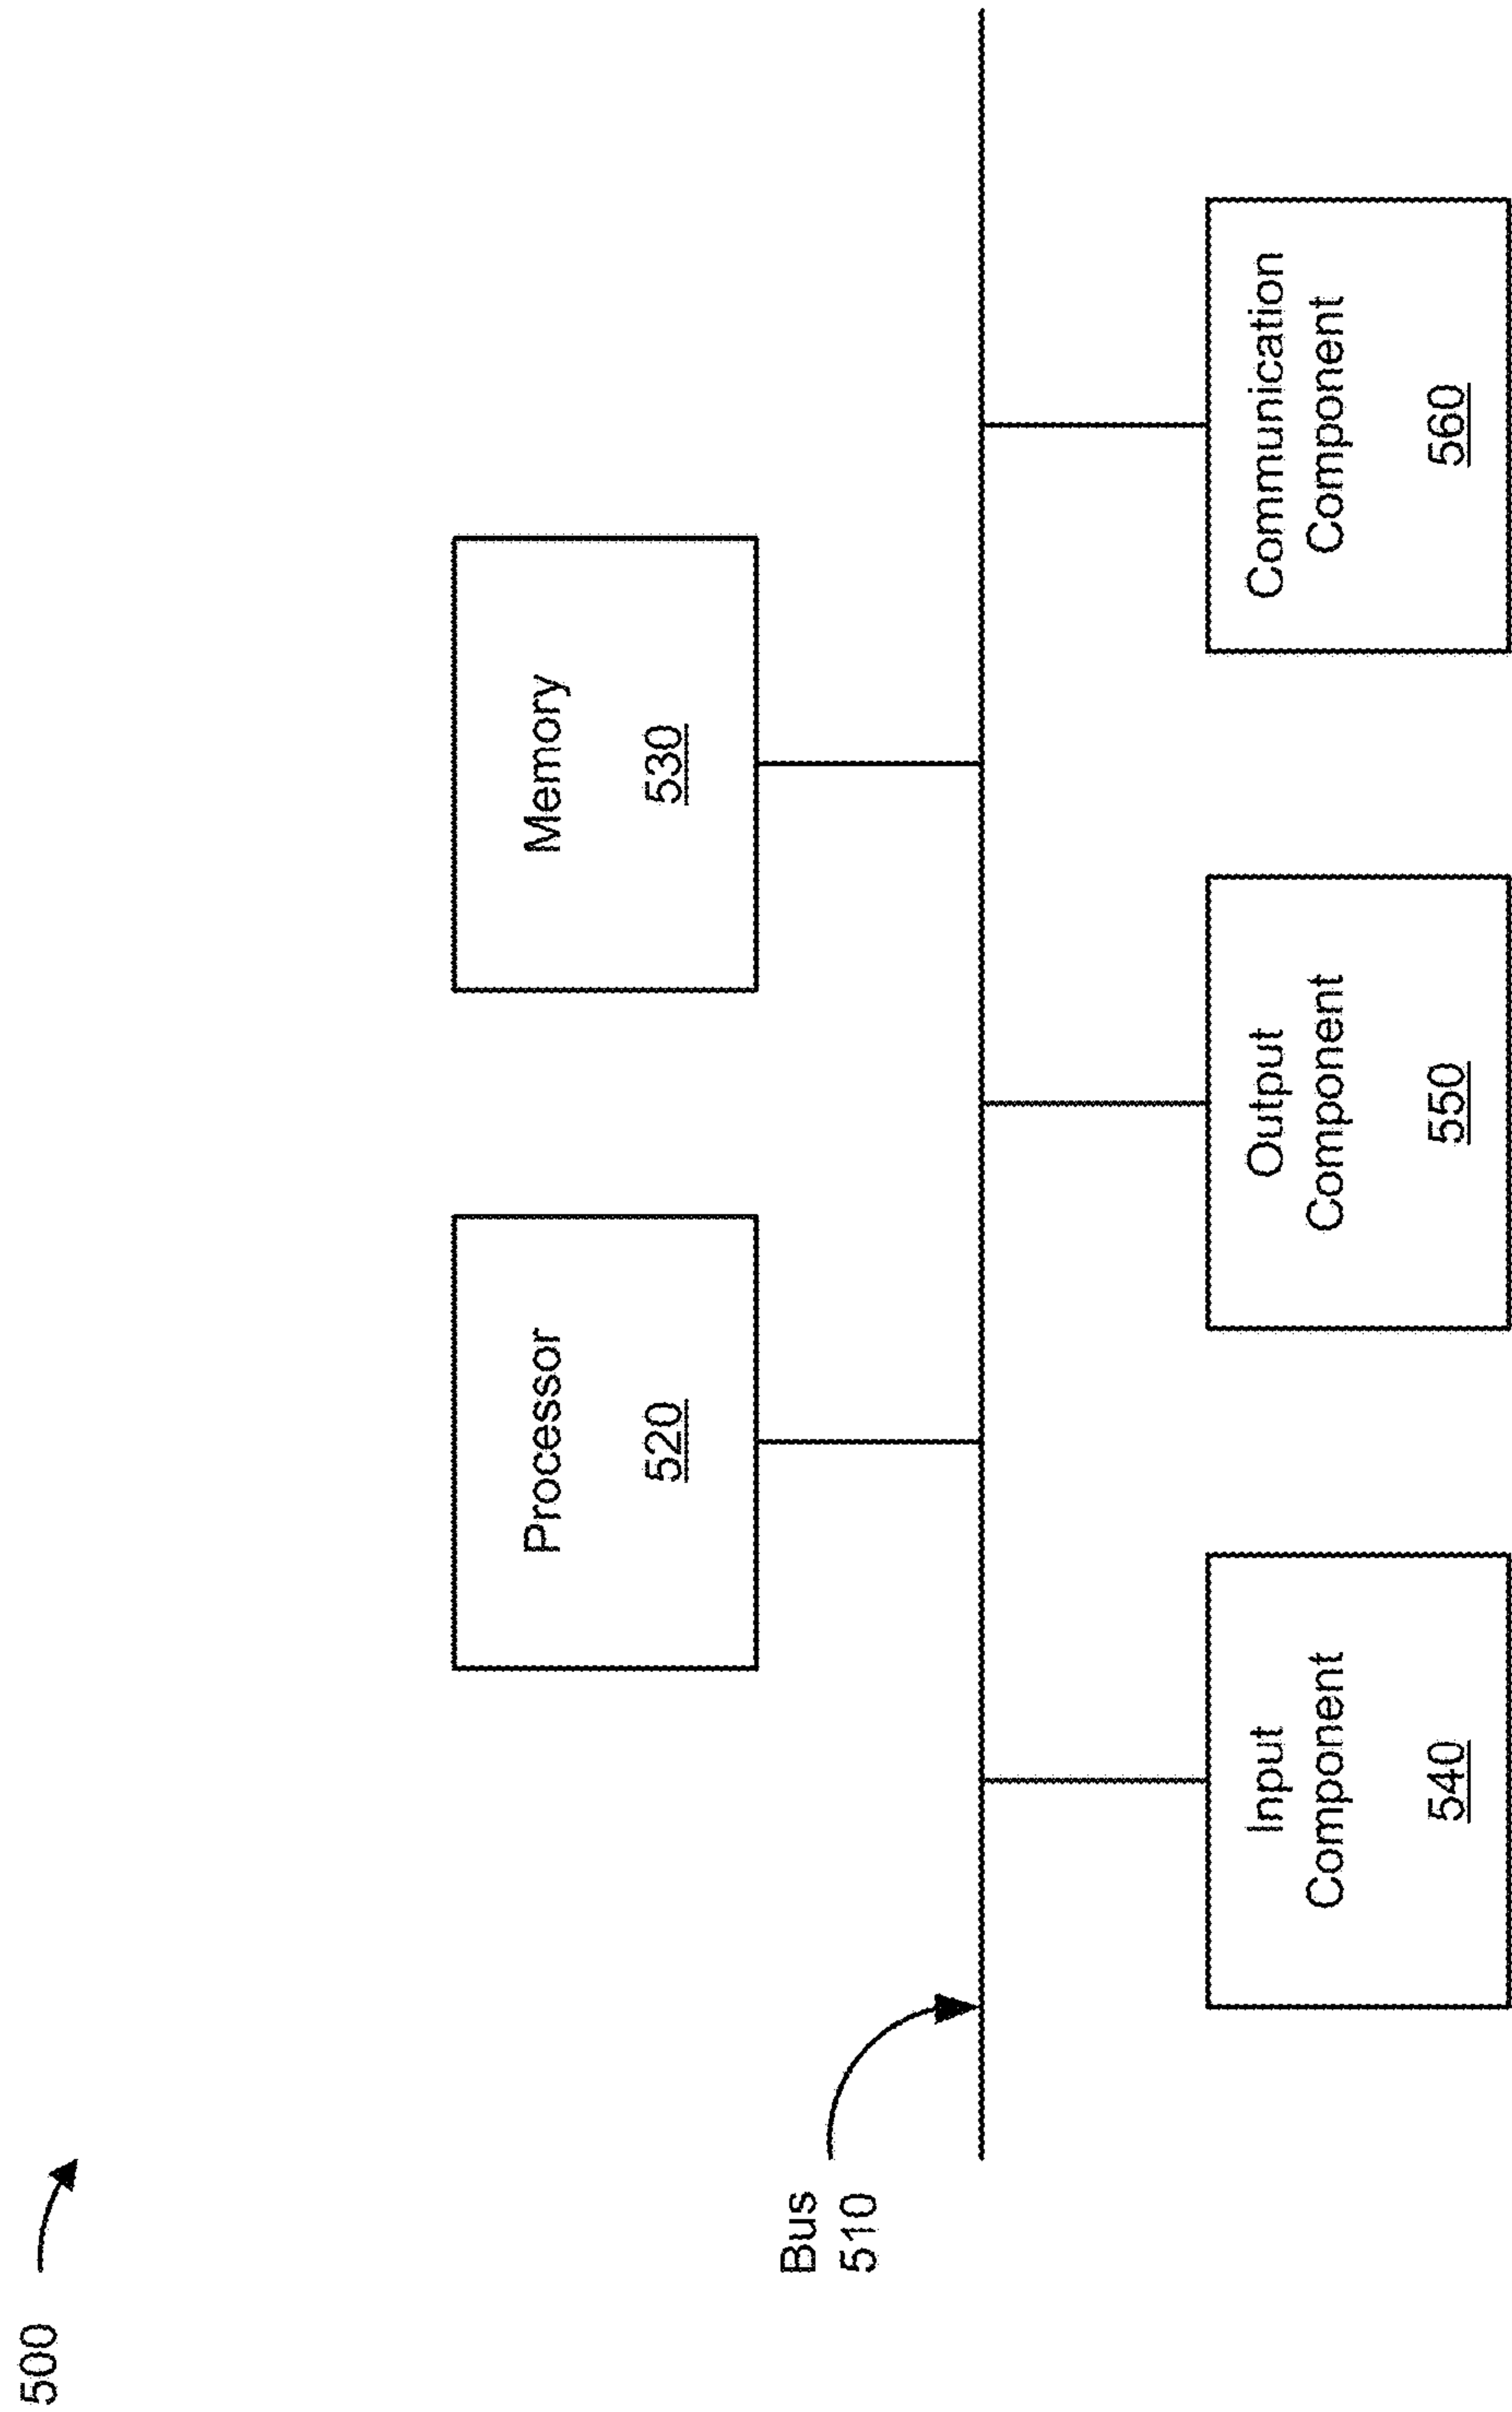 500
Processor
520
Memory
530
Bus
510
Input
Component
540
Output
Component
550
Communication
Component
560